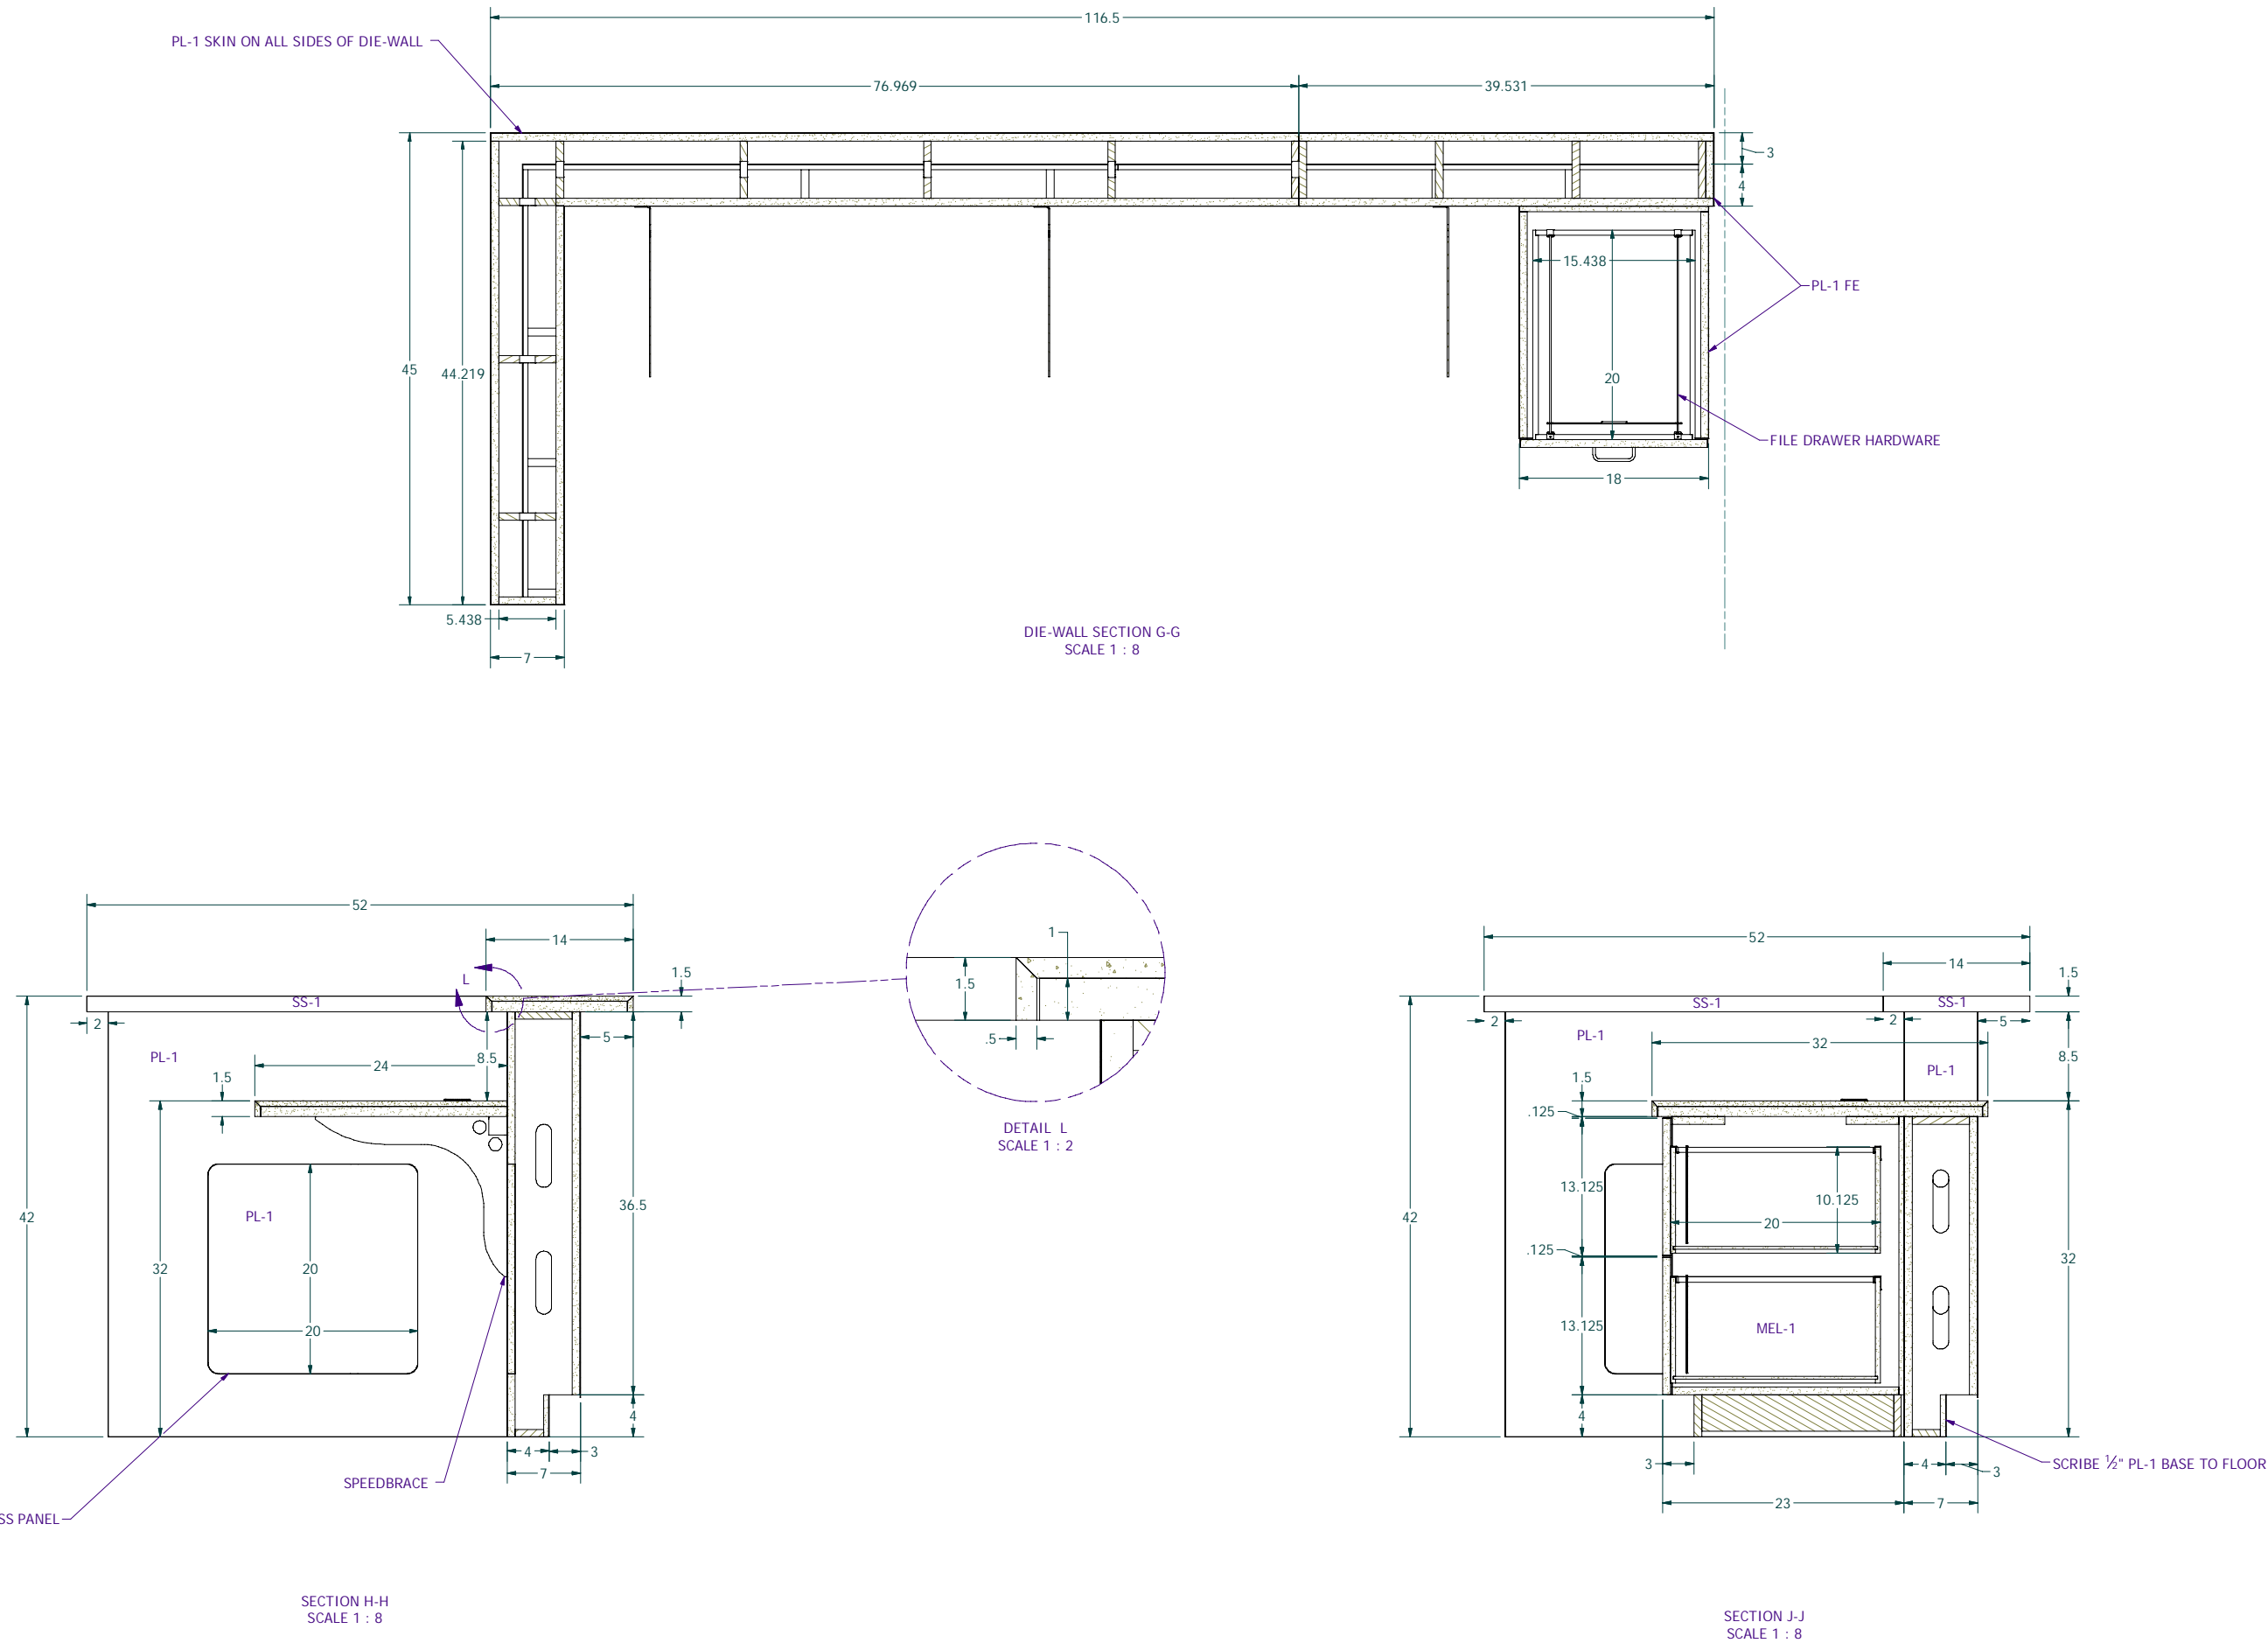 116.5
PL-1 SKIN ON ALL SIDES OF DIE-WALL
76.969
39.531
3
4
15.438
PL-1 FE
45
44.219
20
FILE DRAWER HARDWARE
18
5.438
7
DIE-WALL SECTION G-G
SCALE 1 : 8
52
14
1.5
L
SS-1
2
5
PL-1
8.5
24
1.5
42
32
PL-1
20
20
36.5
4
4
3
7
SPEEDBRACE
SS PANEL
SECTION H-H
SCALE 1 : 8
1
1.5
.5
DETAIL L
SCALE 1 : 2
52
14
1.5
SS-1
SS-1
2
2
5
PL-1
32
8.5
PL-1
1.5
.125
13.125
10.125
42
20
.125
32
13.125
MEL-1
4
3
4
3
SCRIBE ½" PL-1 BASE TO FLOOR
23
7
SECTION J-J
SCALE 1 : 8